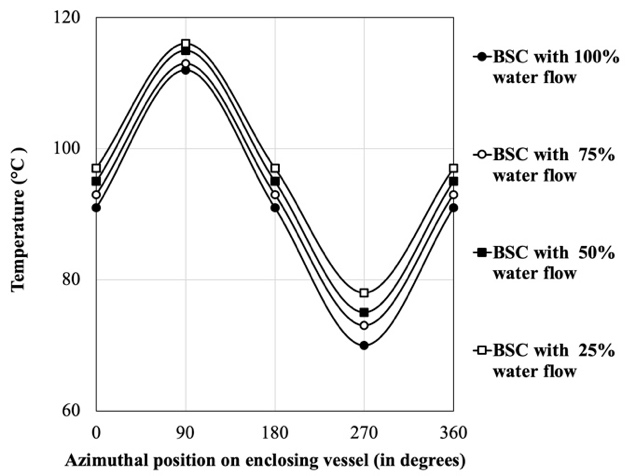 120
100
80
60
Temperature (°C )
0 90 180 270 360
Azimuthal position on enclosing vessel (in degrees)
BSC with 100%
water flow
BSC with 75%
water flow
BSC with 50%
water flow
BSC with 25%
water flow